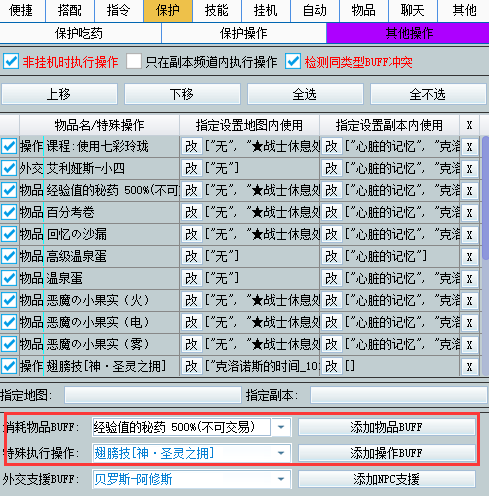 便捷 搭配 指令 保护 技能 挂机 自动 物品 聊天 其他
保护吃药 保护操作 其他操作
非挂机时执行操作 只在副本频道内执行操作 检测同类型BUFF冲突
上移 下移 全选 全不选
物品名/特殊操作 指定设置地图内使用 指定设置副本内使用 x
操作 课程:使用七彩玲珑 改 ["无", "★战士休息处 改 ["心脏的记忆", "克洛 x
外交 艾利娅斯-小四 改 ["无"] 改 ["心脏的记忆", "克洛 x
物品 经验值的秘药 500%(不可 改 ["无", "★战士休息处 改 ["心脏的记忆", "克洛 x
物品 百分考卷 改 ["无", "★战士休息处 改 ["心脏的记忆", "克洛 x
物品 回忆の沙漏 改 ["无", "★战士休息处 改 ["心脏的记忆", "克洛 x
物品 高级温泉蛋 改 ["无"] 改 ["心脏的记忆"] x
物品 温泉蛋 改 ["无"] 改 ["心脏的记忆", "克洛 x
物品 恶魔の小果实（火） 改 ["无", "★战士休息处 改 ["心脏的记忆", "克洛 x
物品 恶魔の小果实（电） 改 ["无", "★战士休息处 改 ["心脏的记忆", "克洛 x
物品 恶魔の小果实（雾） 改 ["无", "★战士休息处 改 ["心脏的记忆", "克洛 x
操作 翅膀技[神·圣灵之拥] 改 ["克洛诺斯的时间_10 改 [] x
指定地图: 指定副本:
消耗物品BUFF: 经验值的秘药 500%(不可交易) 添加物品BUFF
特殊执行操作: 翅膀技[神·圣灵之拥] 添加操作BUFF
外交支援BUFF: 贝罗斯-阿修斯 添加NPC支援